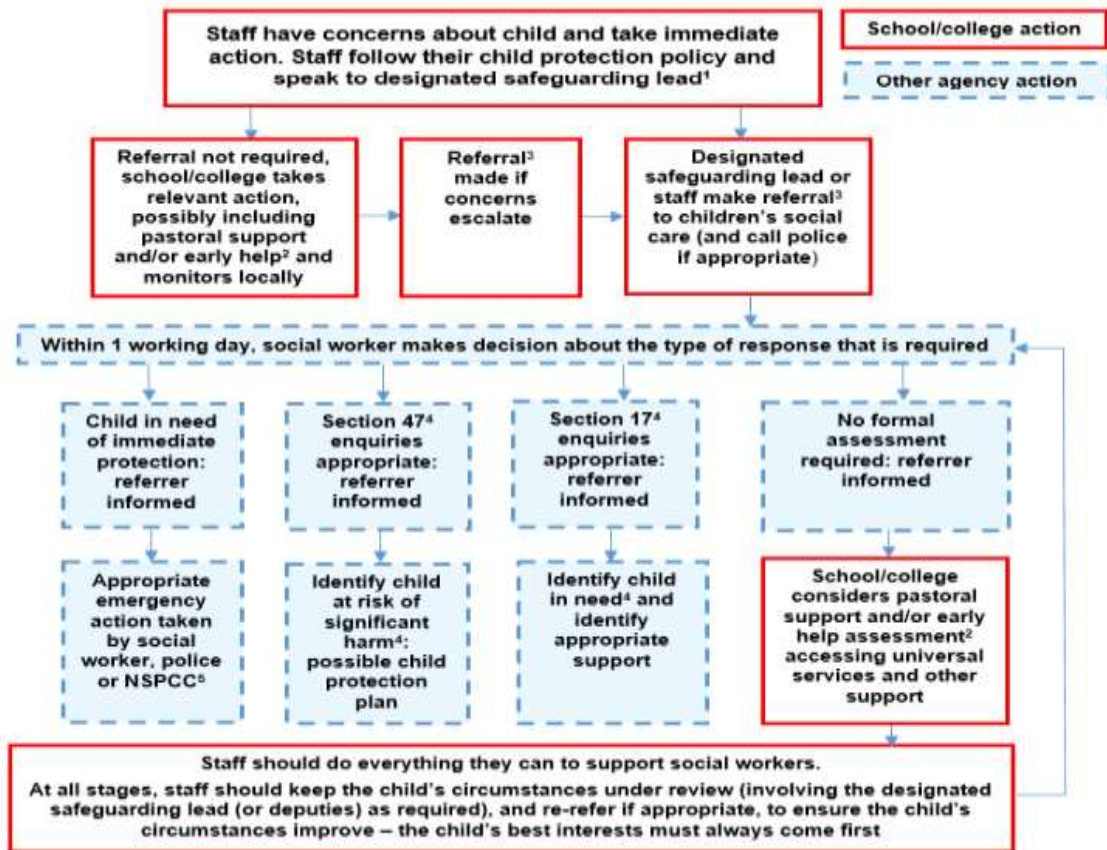 Staff have concerns about child and take immediate
action. Staff follow their child protection policy and
speak to designated safeguarding lead¹
School/college action
Other agency action
Referral not required,
school/college takes
relevant action,
possibly including
pastoral support
and/or early help² and
monitors locally
Referral³
made if
concerns
escalate
Designated
safeguarding lead or
staff make referral³
to children's social
care (and call police
if appropriate)
Within 1 working day, social worker makes decision about the type of response that is required
Child in need
of immediate
protection:
referrer
informed
Section 47⁴
enquiries
appropriate:
referrer
informed
Section 17⁴
enquiries
appropriate:
referrer
informed
No formal
assessment
required: referrer
informed
Appropriate
emergency
action taken
by social
worker, police
or NSPCC⁵
Identify child
at risk of
significant
harm⁴:
possible child
protection
plan
Identify child
in need⁴ and
identify
appropriate
support
School/college
considers pastoral
support and/or early
help assessment²
accessing universal
services and other
support
Staff should do everything they can to support social workers.
At all stages, staff should keep the child's circumstances under review (involving the designated
safeguarding lead (or deputies) as required), and re-refer if appropriate, to ensure the child's
circumstances improve – the child's best interests must always come first